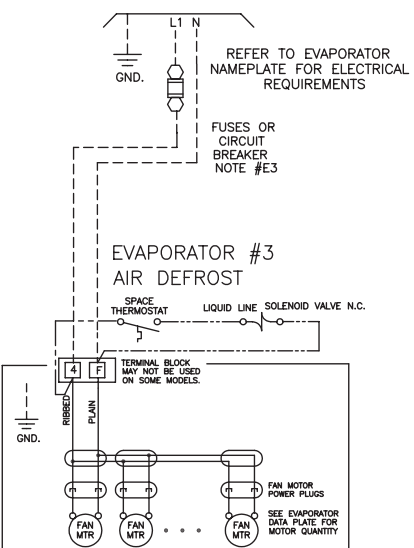 L1 N
GND.
REFER TO EVAPORATOR
NAMEPLATE FOR ELECTRICAL
REQUIREMENTS
FUSES OR
CIRCUIT
BREAKER
NOTE #E3
EVAPORATOR #3
AIR DEFROST
SPACE
THERMOSTAT
LIQUID LINE SOLENOID VALVE N.C.
4 F
TERMINAL BLOCK
MAY NOT BE USED
ON SOME MODELS.
RIBBED
PLAIN
GND.
FAN MOTOR
POWER PLUGS
SEE EVAPORATOR
DATA PLATE FOR
MOTOR QUANTITY
FAN
MTR
FAN
MTR
FAN
MTR